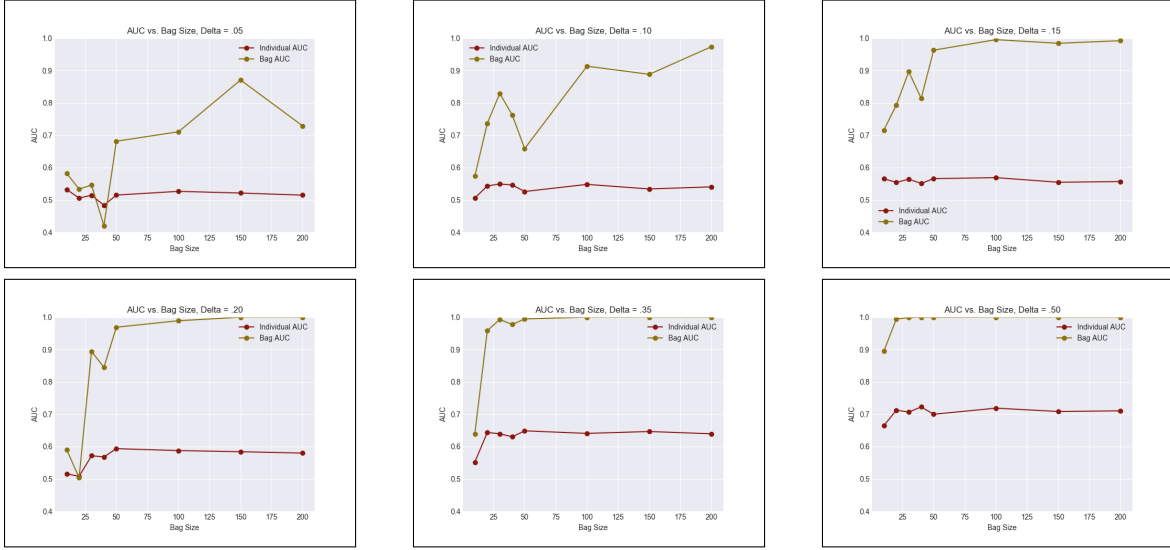 AUC vs. Bag Size, Delta = .05
1.0
0.9
0.8
0.7
0.6
0.5
0.4
AUC
Individual AUC
Bag AUC
25 50 75 100 125 150 175 200
Bag Size
AUC vs. Bag Size, Delta = .10
1.0
0.9
0.8
0.7
0.6
0.5
0.4
AUC
Individual AUC
Bag AUC
25 50 75 100 125 150 175 200
Bag Size
AUC vs. Bag Size, Delta = .15
1.0
0.9
0.8
0.7
0.6
0.5
0.4
AUC
Individual AUC
Bag AUC
25 50 75 100 125 150 175 200
Bag Size
AUC vs. Bag Size, Delta = .20
1.0
0.9
0.8
0.7
0.6
0.5
0.4
AUC
Individual AUC
Bag AUC
25 50 75 100 125 150 175 200
Bag Size
AUC vs. Bag Size, Delta = .35
1.0
0.9
0.8
0.7
0.6
0.5
0.4
AUC
Individual AUC
Bag AUC
25 50 75 100 125 150 175 200
Bag Size
AUC vs. Bag Size, Delta = .50
1.0
0.9
0.8
0.7
0.6
0.5
0.4
AUC
Individual AUC
Bag AUC
25 50 75 100 125 150 175 200
Bag Size